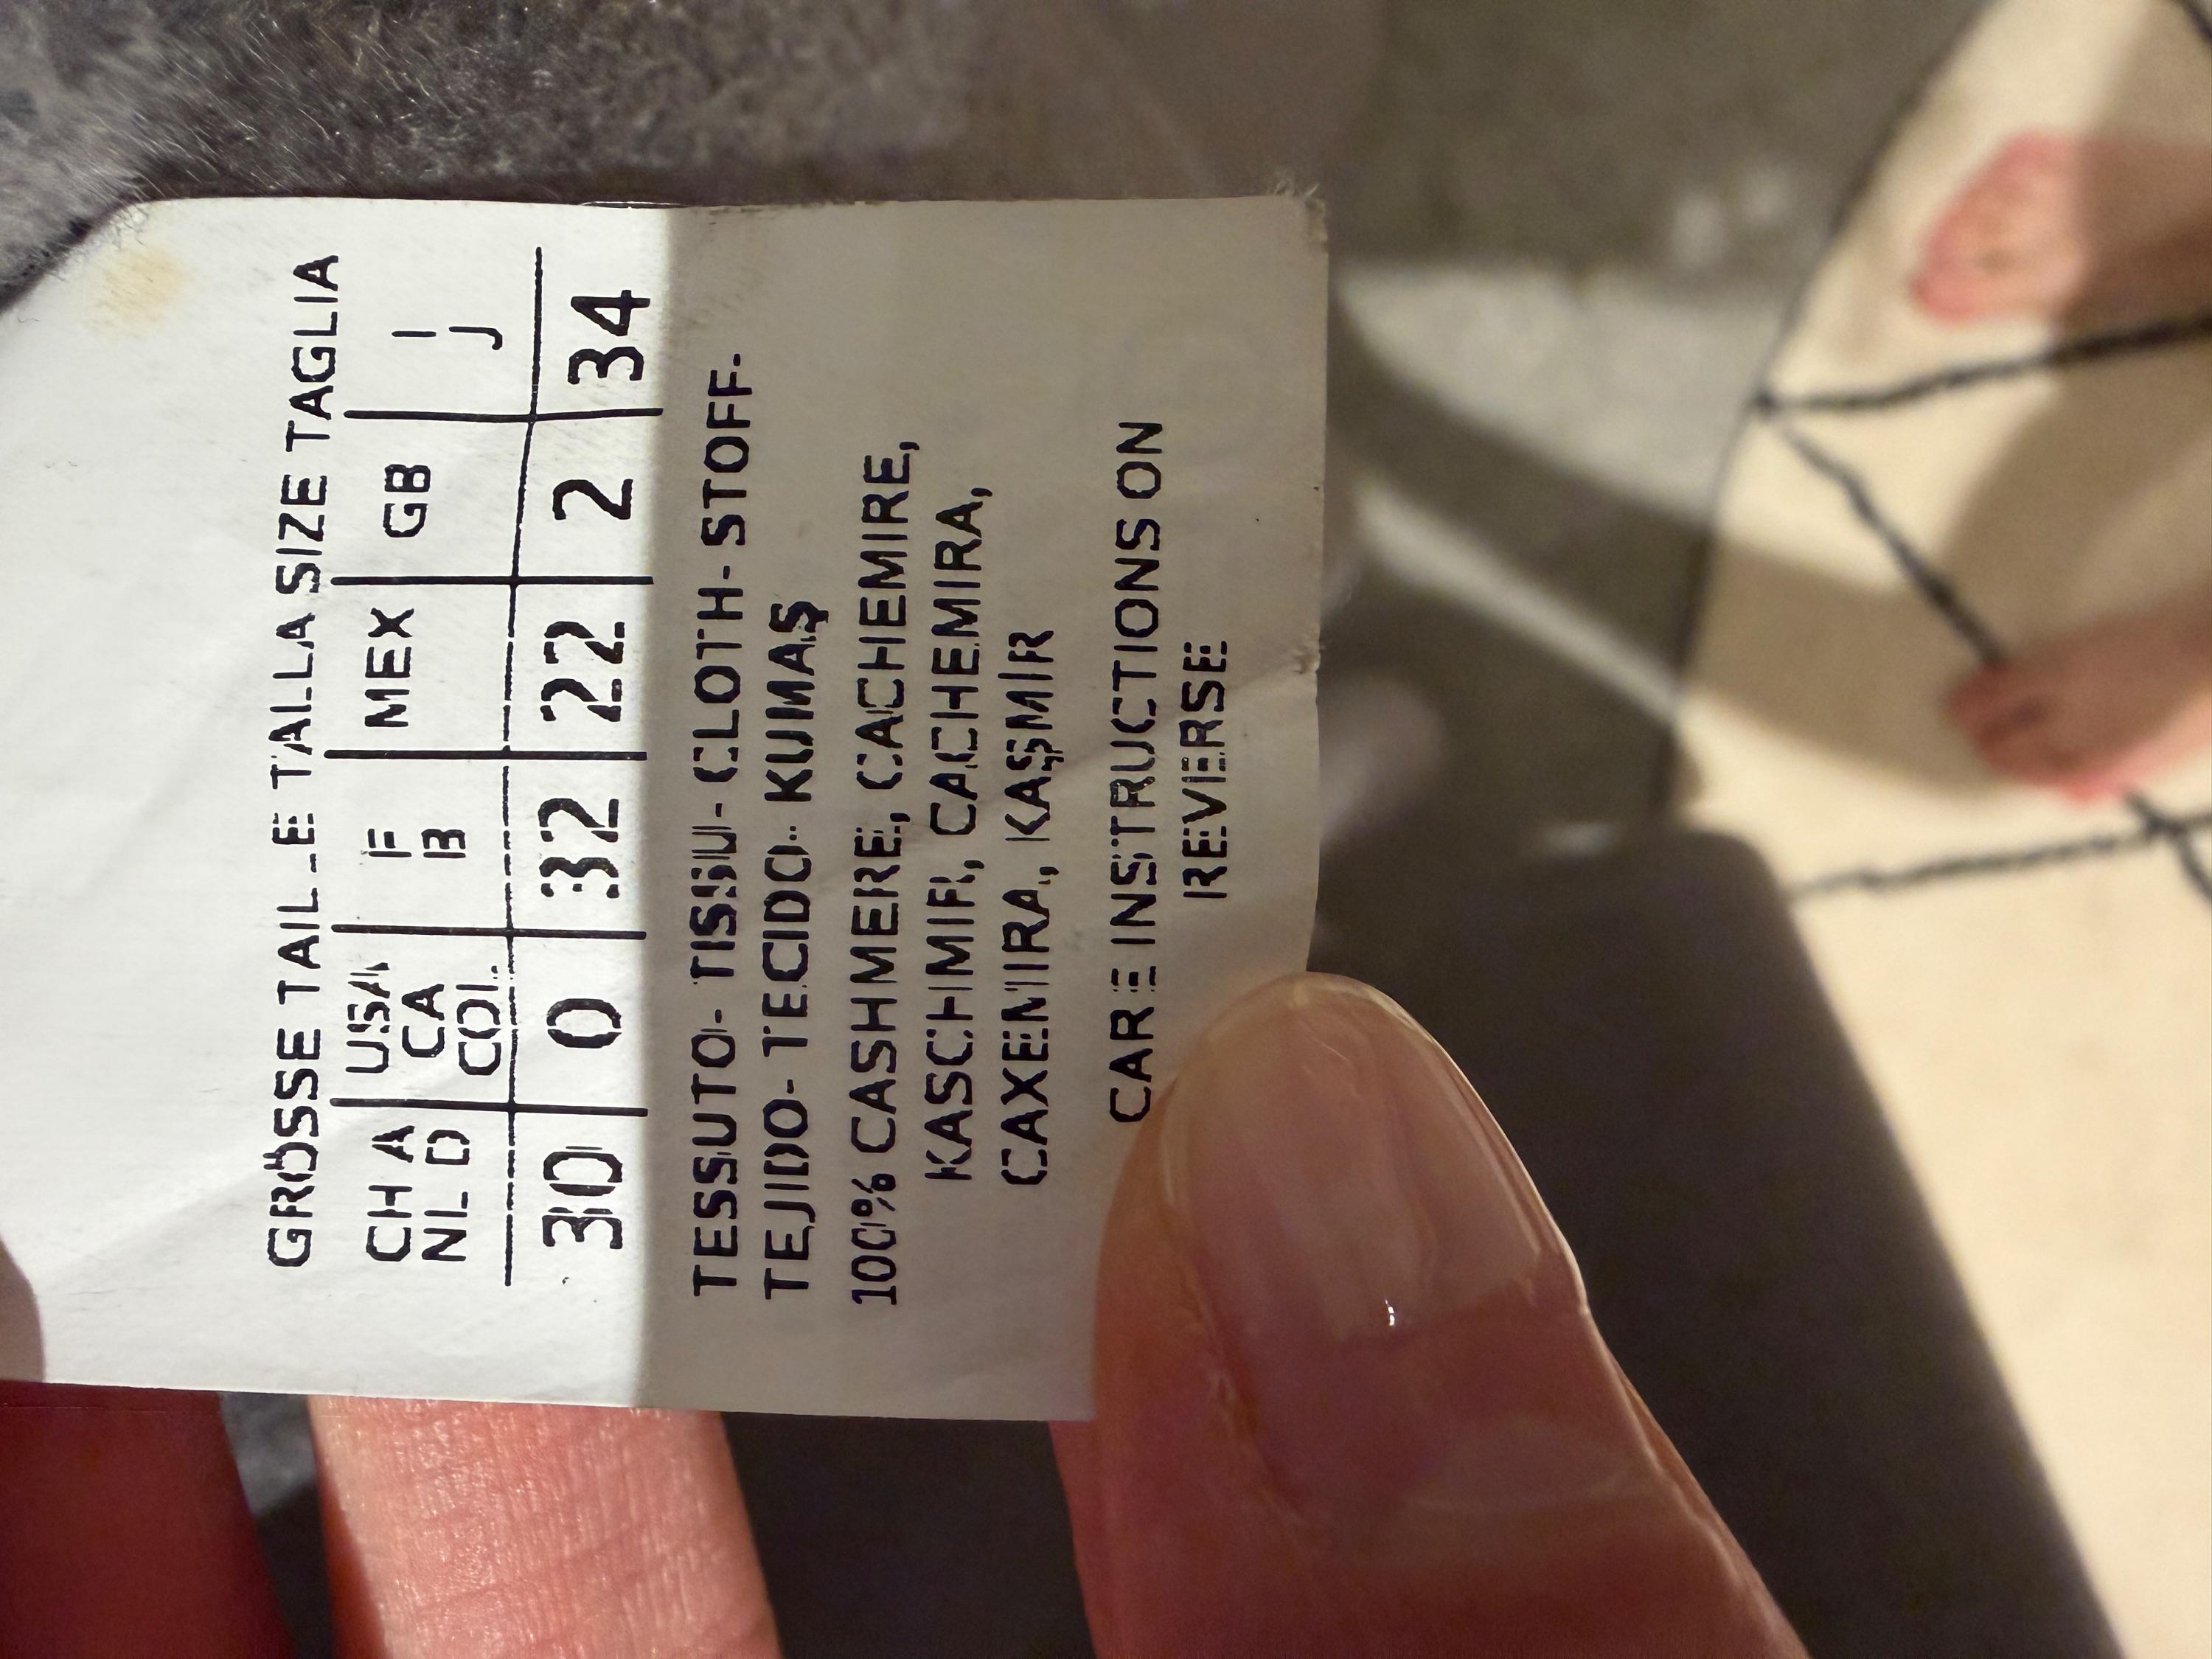 GRÖSSE TAILLE TALLA SIZE TAGLIA
CH A USA F MEX GB I
NL D CA B J
COL
30 0 32 22 2 34
TESSUTO- TISSU- CLOTH- STOFF-
TEJIDO- TECIDO- KUMAŞ
100% CASHMERE, CACHEMIRE,
KASCHMIR, CACHEMIRA,
CAXEMIRA, KAŞMIR
CARE INSTRUCTIONS ON
REVERSE